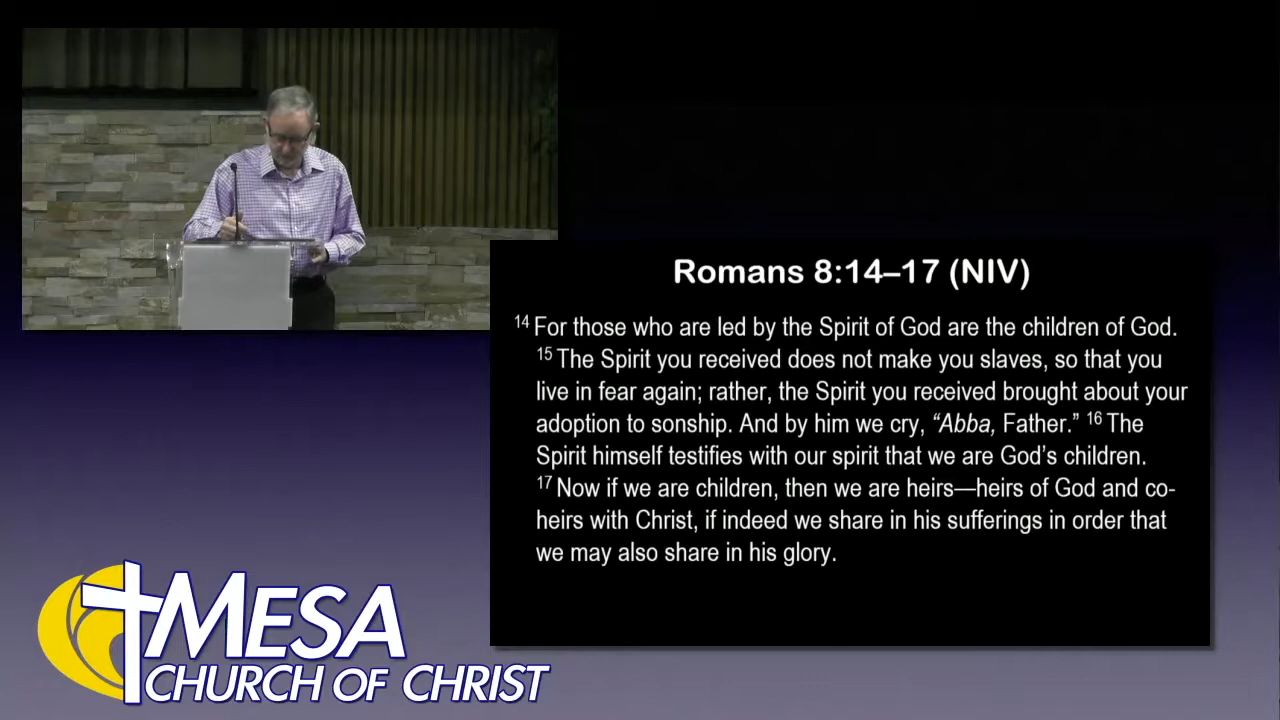 Romans 8:14–17 (NIV)
14 For those who are led by the Spirit of God are the children of God.
15 The Spirit you received does not make you slaves, so that you
live in fear again; rather, the Spirit you received brought about your
adoption to sonship. And by him we cry, “Abba, Father.” 16 The
Spirit himself testifies with our spirit that we are God’s children.
17 Now if we are children, then we are heirs—heirs of God and co-
heirs with Christ, if indeed we share in his sufferings in order that
we may also share in his glory.
MESA
CHURCH OF CHRIST